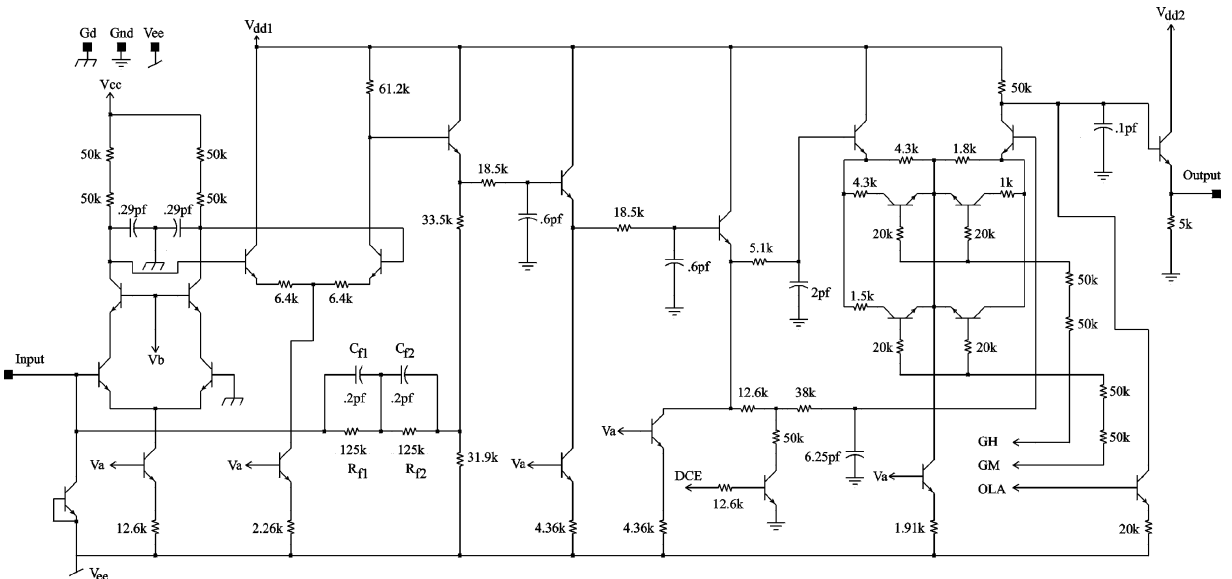 Gd Gnd Vee
Vdd1
Vdd2
Vcc
61.2k
50k
50k 50k
50k 50k
.29pf .29pf
.1pf
18.5k
4.3k 1.8k
4.3k 1k
Output
33.5k
.6pf
18.5k
20k 20k
5k
5.1k
.6pf
6.4k 6.4k
2pf
50k
1.5k
50k
Vb
20k 20k
Input
Cf1 Cf2
.2pf .2pf
12.6k 38k
50k
50k
50k
Va
GH
125k 125k
Rf1 Rf2
31.9k
Va Va Va
6.25pf
Va
GM
DCE
OLA
12.6k
12.6k 2.26k 4.36k 4.36k 1.91k 20k
Vee